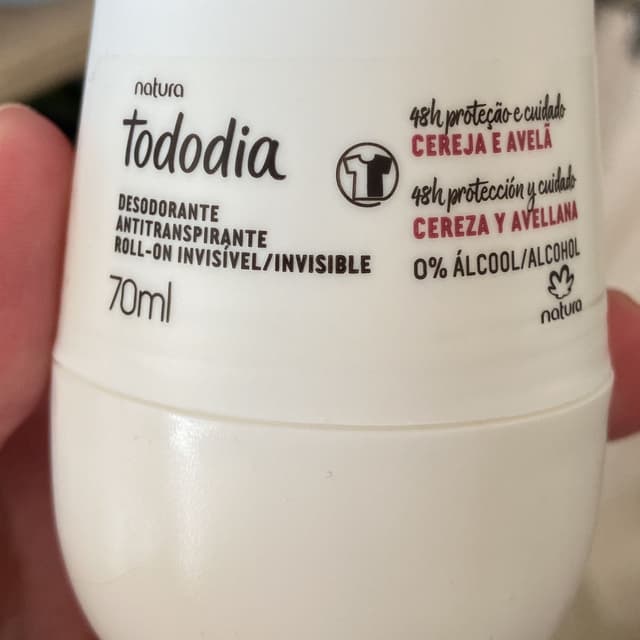 natura
tododia
DESODORANTE
ANTITRANSPIRANTE
ROLL-ON INVISÍVEL/INVISIBLE
70ml
48h proteção e cuidado
CEREJA E AVELÃ
48h protección y cuidado
CEREZA Y AVELLANA
0% ÁLCOOL/ALCOHOL
natura